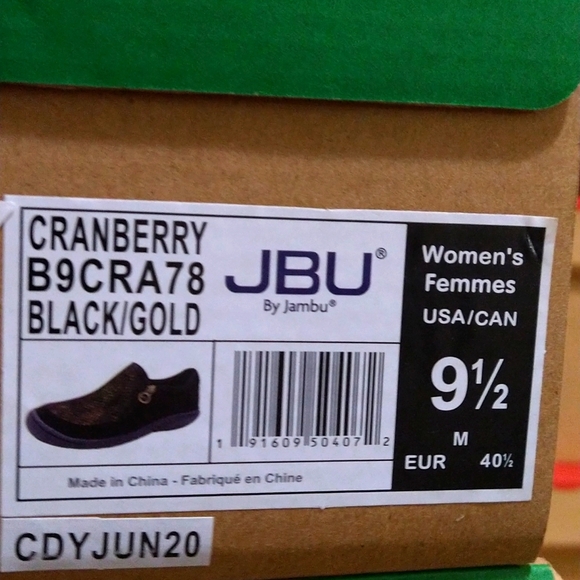 CRANBERRY
B9CRA78
BLACK/GOLD
JBU®
By Jambu®
Women's
Femmes
USA/CAN
9½
M
EUR 40½
1 91609 50407 2
Made in China - Fabriqué en Chine
CDYJUN20